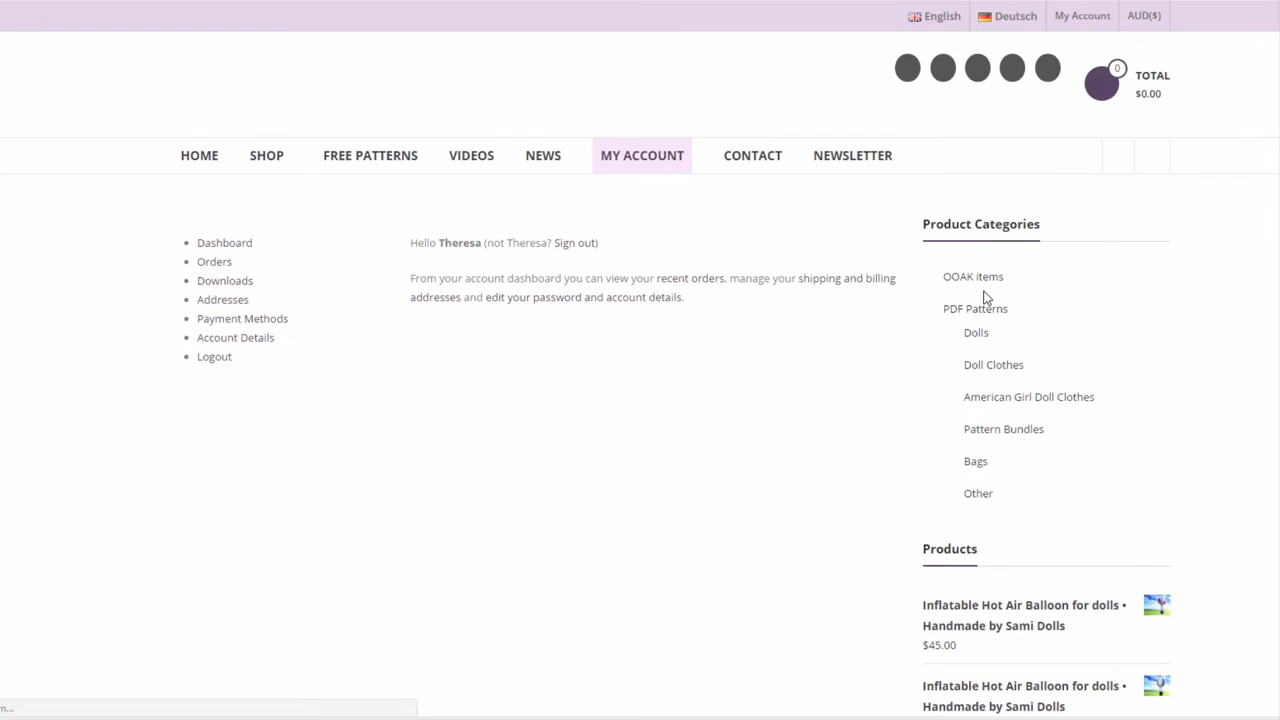 English
Deutsch
My Account
AUD($)
0
TOTAL
$0.00
HOME
SHOP
FREE PATTERNS
VIDEOS
NEWS
MY ACCOUNT
CONTACT
NEWSLETTER
Dashboard
Orders
Downloads
Addresses
Payment Methods
Account Details
Logout
Hello Theresa (not Theresa? Sign out)
From your account dashboard you can view your recent orders, manage your shipping and billing
addresses and edit your password and account details.
Product Categories
OOAK items
PDF Patterns
Dolls
Doll Clothes
American Girl Doll Clothes
Pattern Bundles
Bags
Other
Products
Inflatable Hot Air Balloon for dolls •
Handmade by Sami Dolls
$45.00
Inflatable Hot Air Balloon for dolls •
Handmade by Sami Dolls
m...